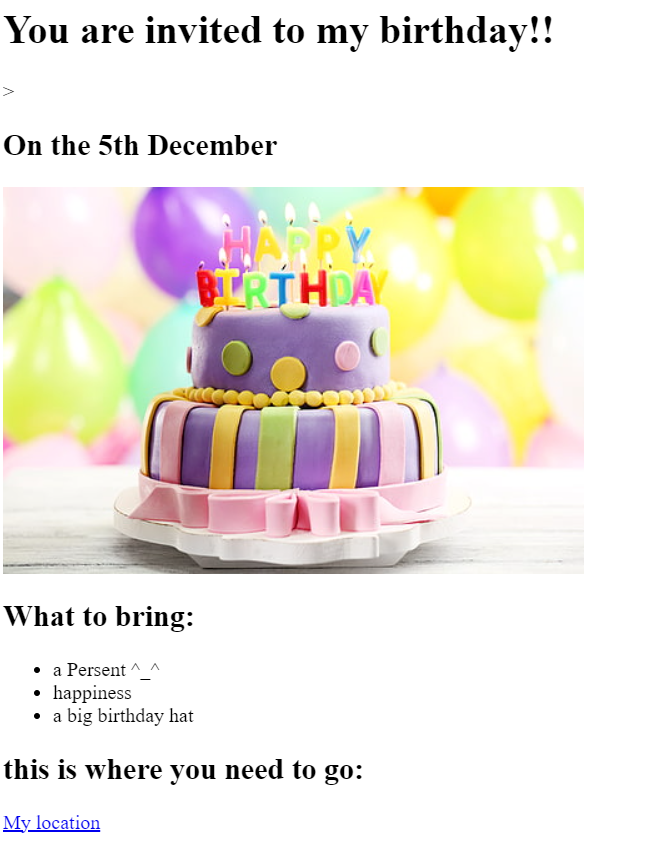 You are invited to my birthday!!
>
On the 5th December
HAPPY
BIRTHDAY
What to bring:
a Persent ^_^
happiness
a big birthday hat
this is where you need to go:
My location